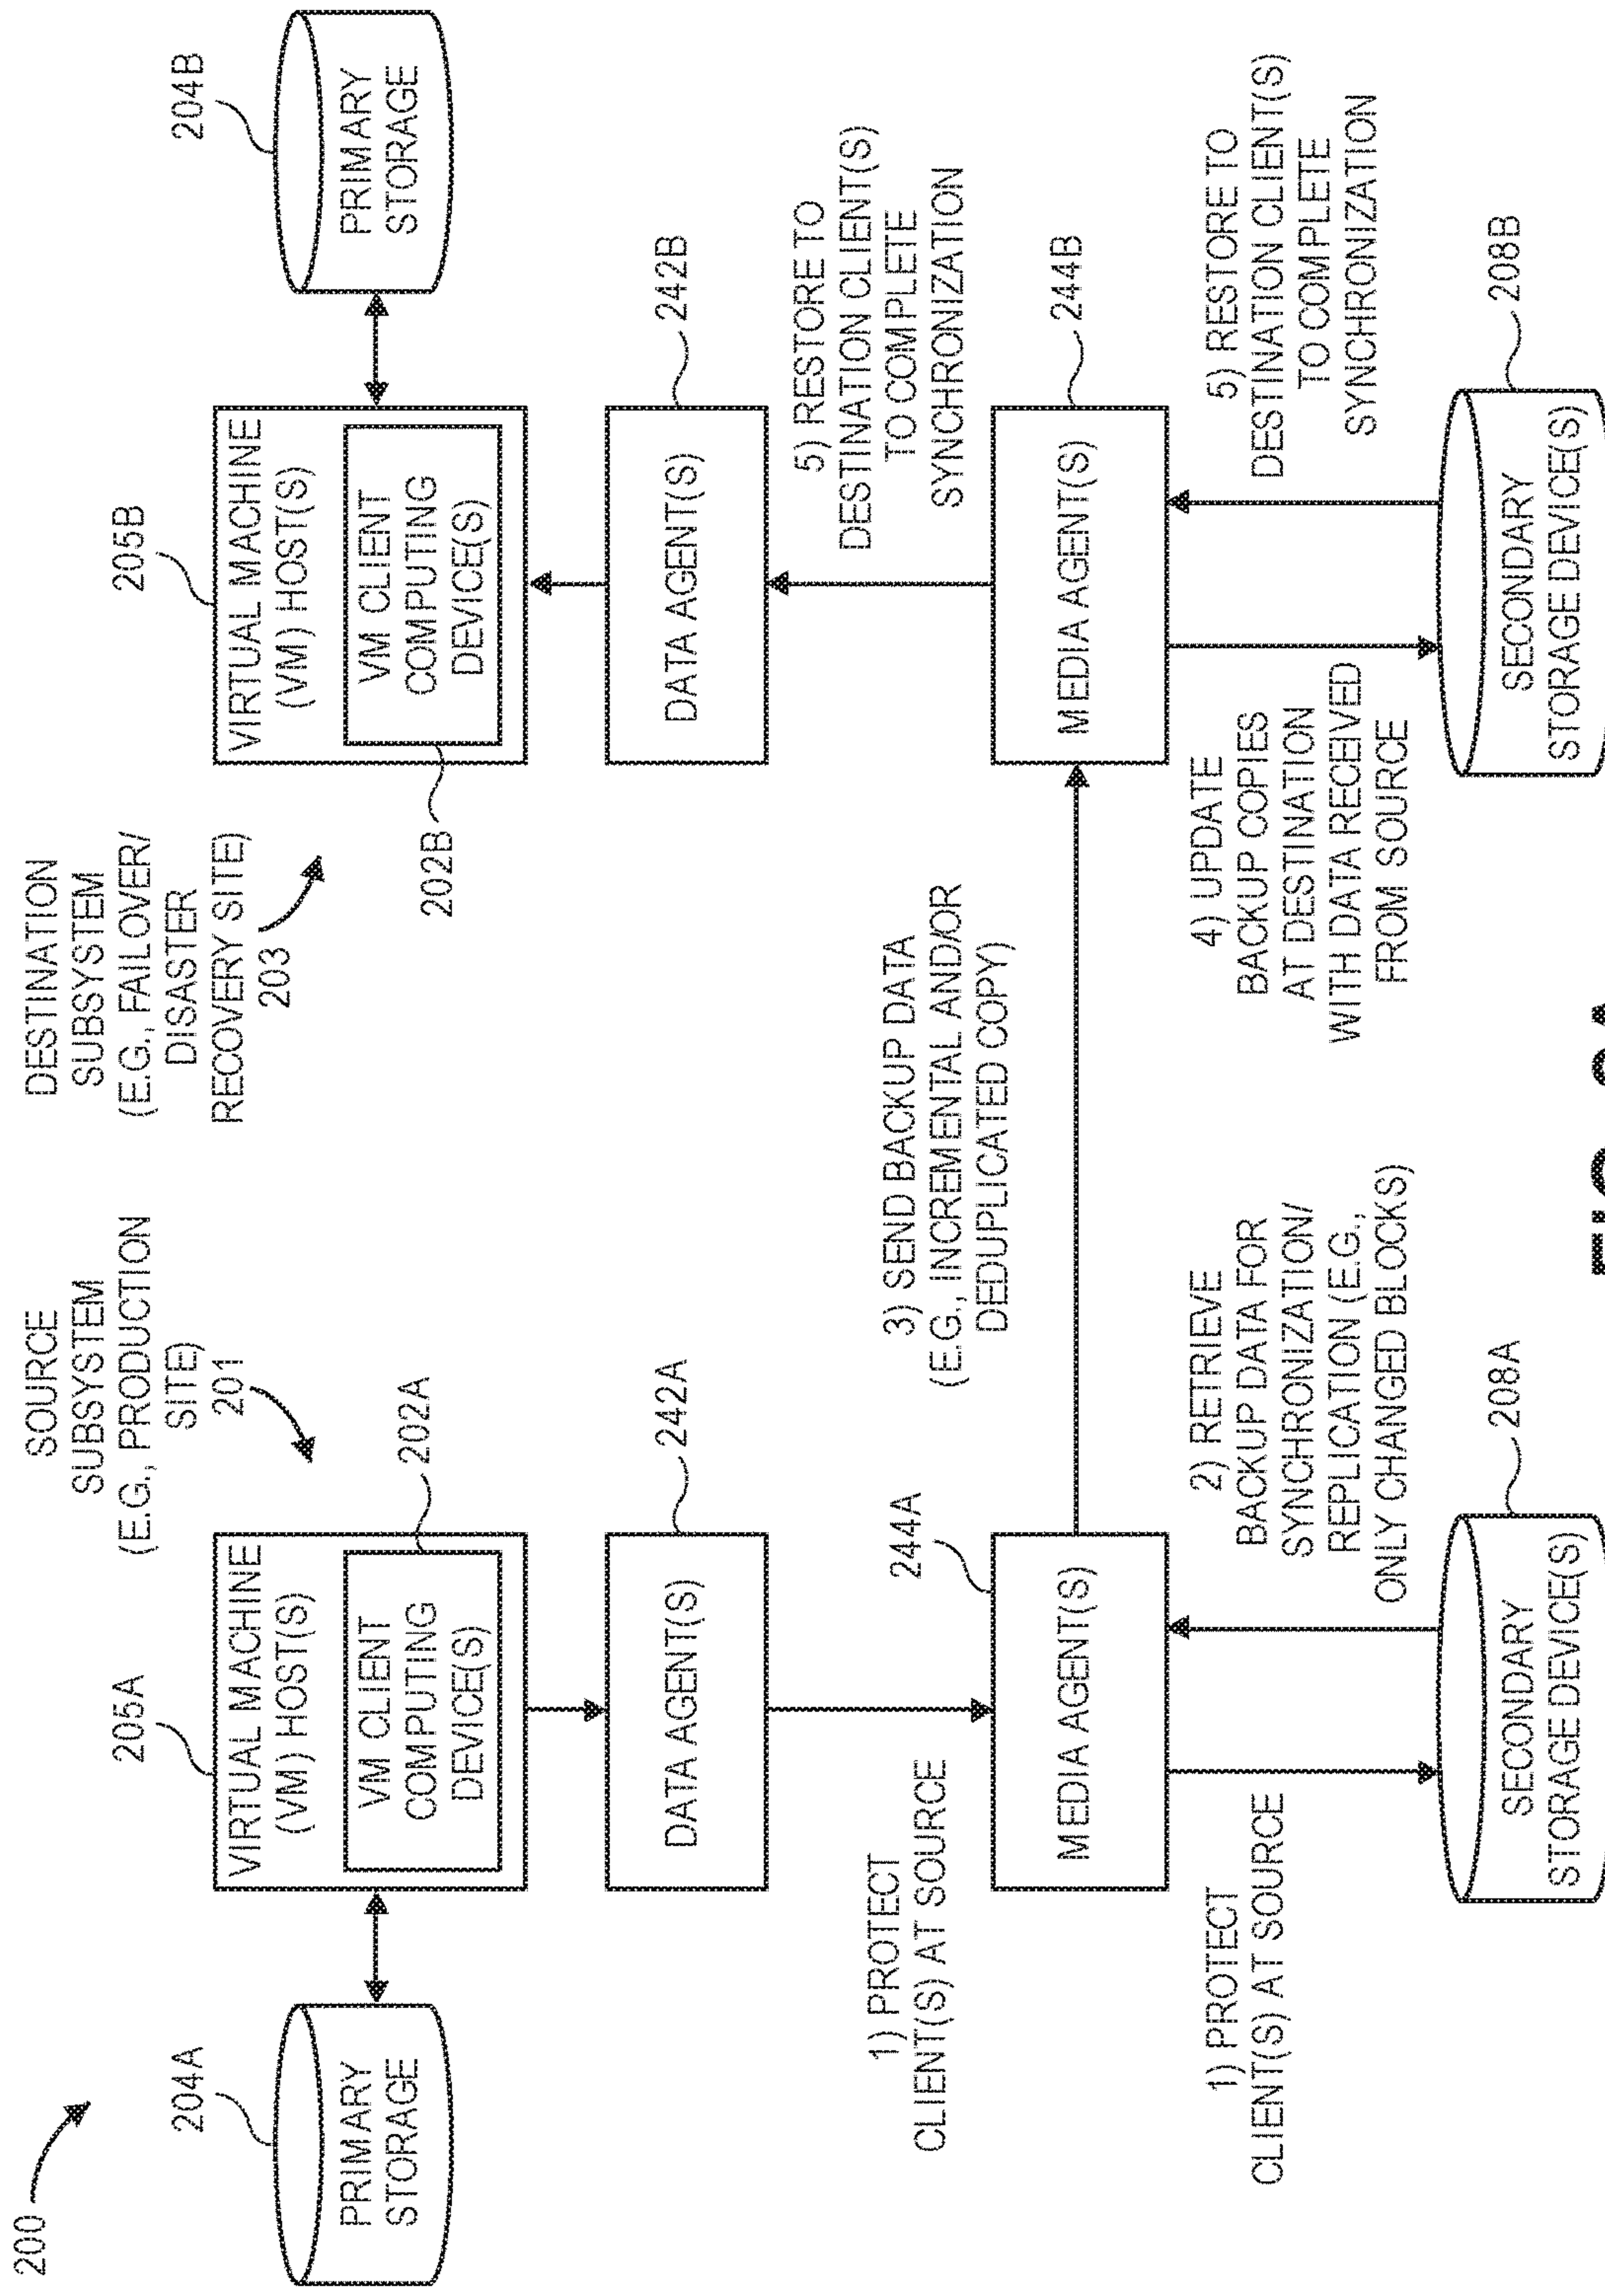 200
204A
PRIMARY
STORAGE
205A
VIRTUAL MACHINE
(VM) HOST(S)
VM CLIENT
COMPUTING
DEVICE(S)
202A
SOURCE
SUBSYSTEM
(E.G., PRODUCTION
SITE)
201
DATA AGENT(S)
242A
1) PROTECT
CLIENT(S) AT SOURCE
244A
MEDIA AGENT(S)
1) PROTECT
CLIENT(S) AT SOURCE
2) RETRIEVE
BACKUP DATA FOR
SYNCHRONIZATION/
REPLICATION (E.G.,
ONLY CHANGED BLOCKS)
208A
SECONDARY
STORAGE DEVICE(S)
3) SEND BACKUP DATA
(E.G., INCREMENTAL AND/OR
DEDUPLICATED COPY)
DESTINATION
SUBSYSTEM
(E.G., FAILOVER/
DISASTER
RECOVERY SITE)
203
202B
205B
VIRTUAL MACHINE
(VM) HOST(S)
VM CLIENT
COMPUTING
DEVICE(S)
204B
PRIMARY
STORAGE
DATA AGENT(S)
242B
5) RESTORE TO
DESTINATION CLIENT(S)
TO COMPLETE
SYNCHRONIZATION
MEDIA AGENT(S)
244B
4) UPDATE
BACKUP COPIES
AT DESTINATION
WITH DATA RECEIVED
FROM SOURCE
5) RESTORE TO
DESTINATION CLIENT(S)
TO COMPLETE
SYNCHRONIZATION
208B
SECONDARY
STORAGE DEVICE(S)